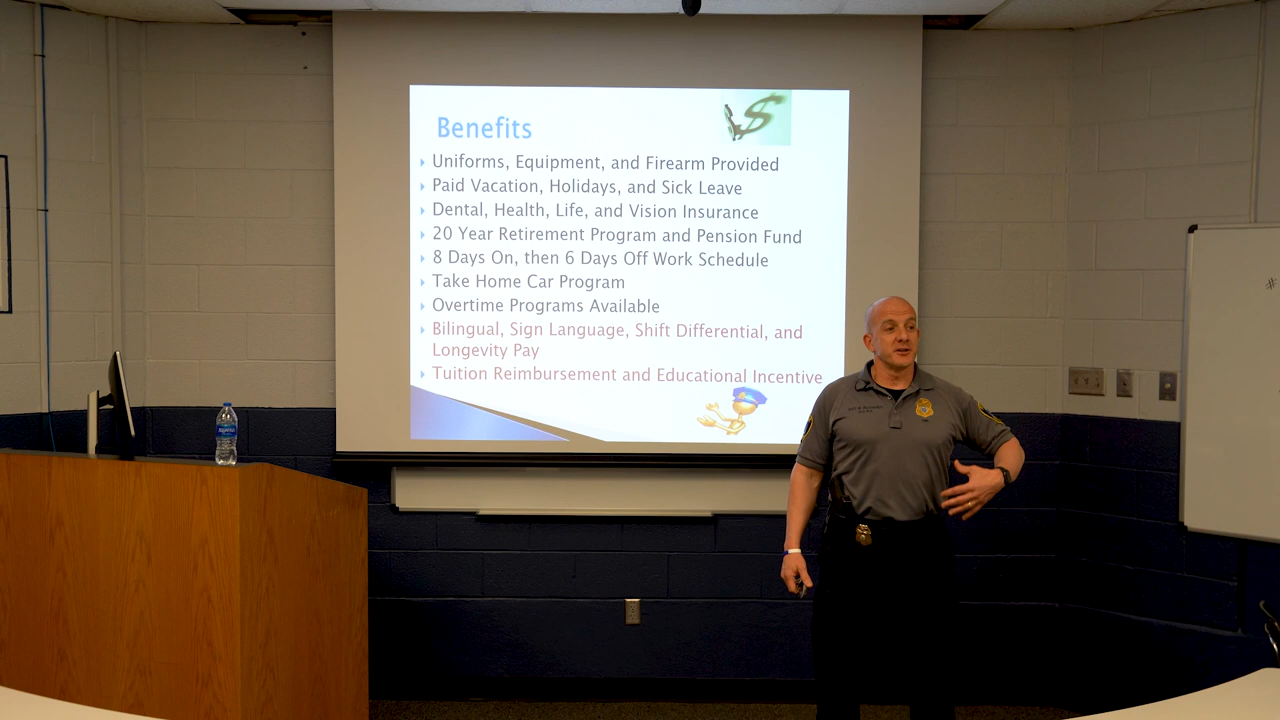 Benefits
Uniforms, Equipment, and Firearm Provided
Paid Vacation, Holidays, and Sick Leave
Dental, Health, Life, and Vision Insurance
20 Year Retirement Program and Pension Fund
8 Days On, then 6 Days Off Work Schedule
Take Home Car Program
Overtime Programs Available
Bilingual, Sign Language, Shift Differential, and
Longevity Pay
Tuition Reimbursement and Educational Incentive